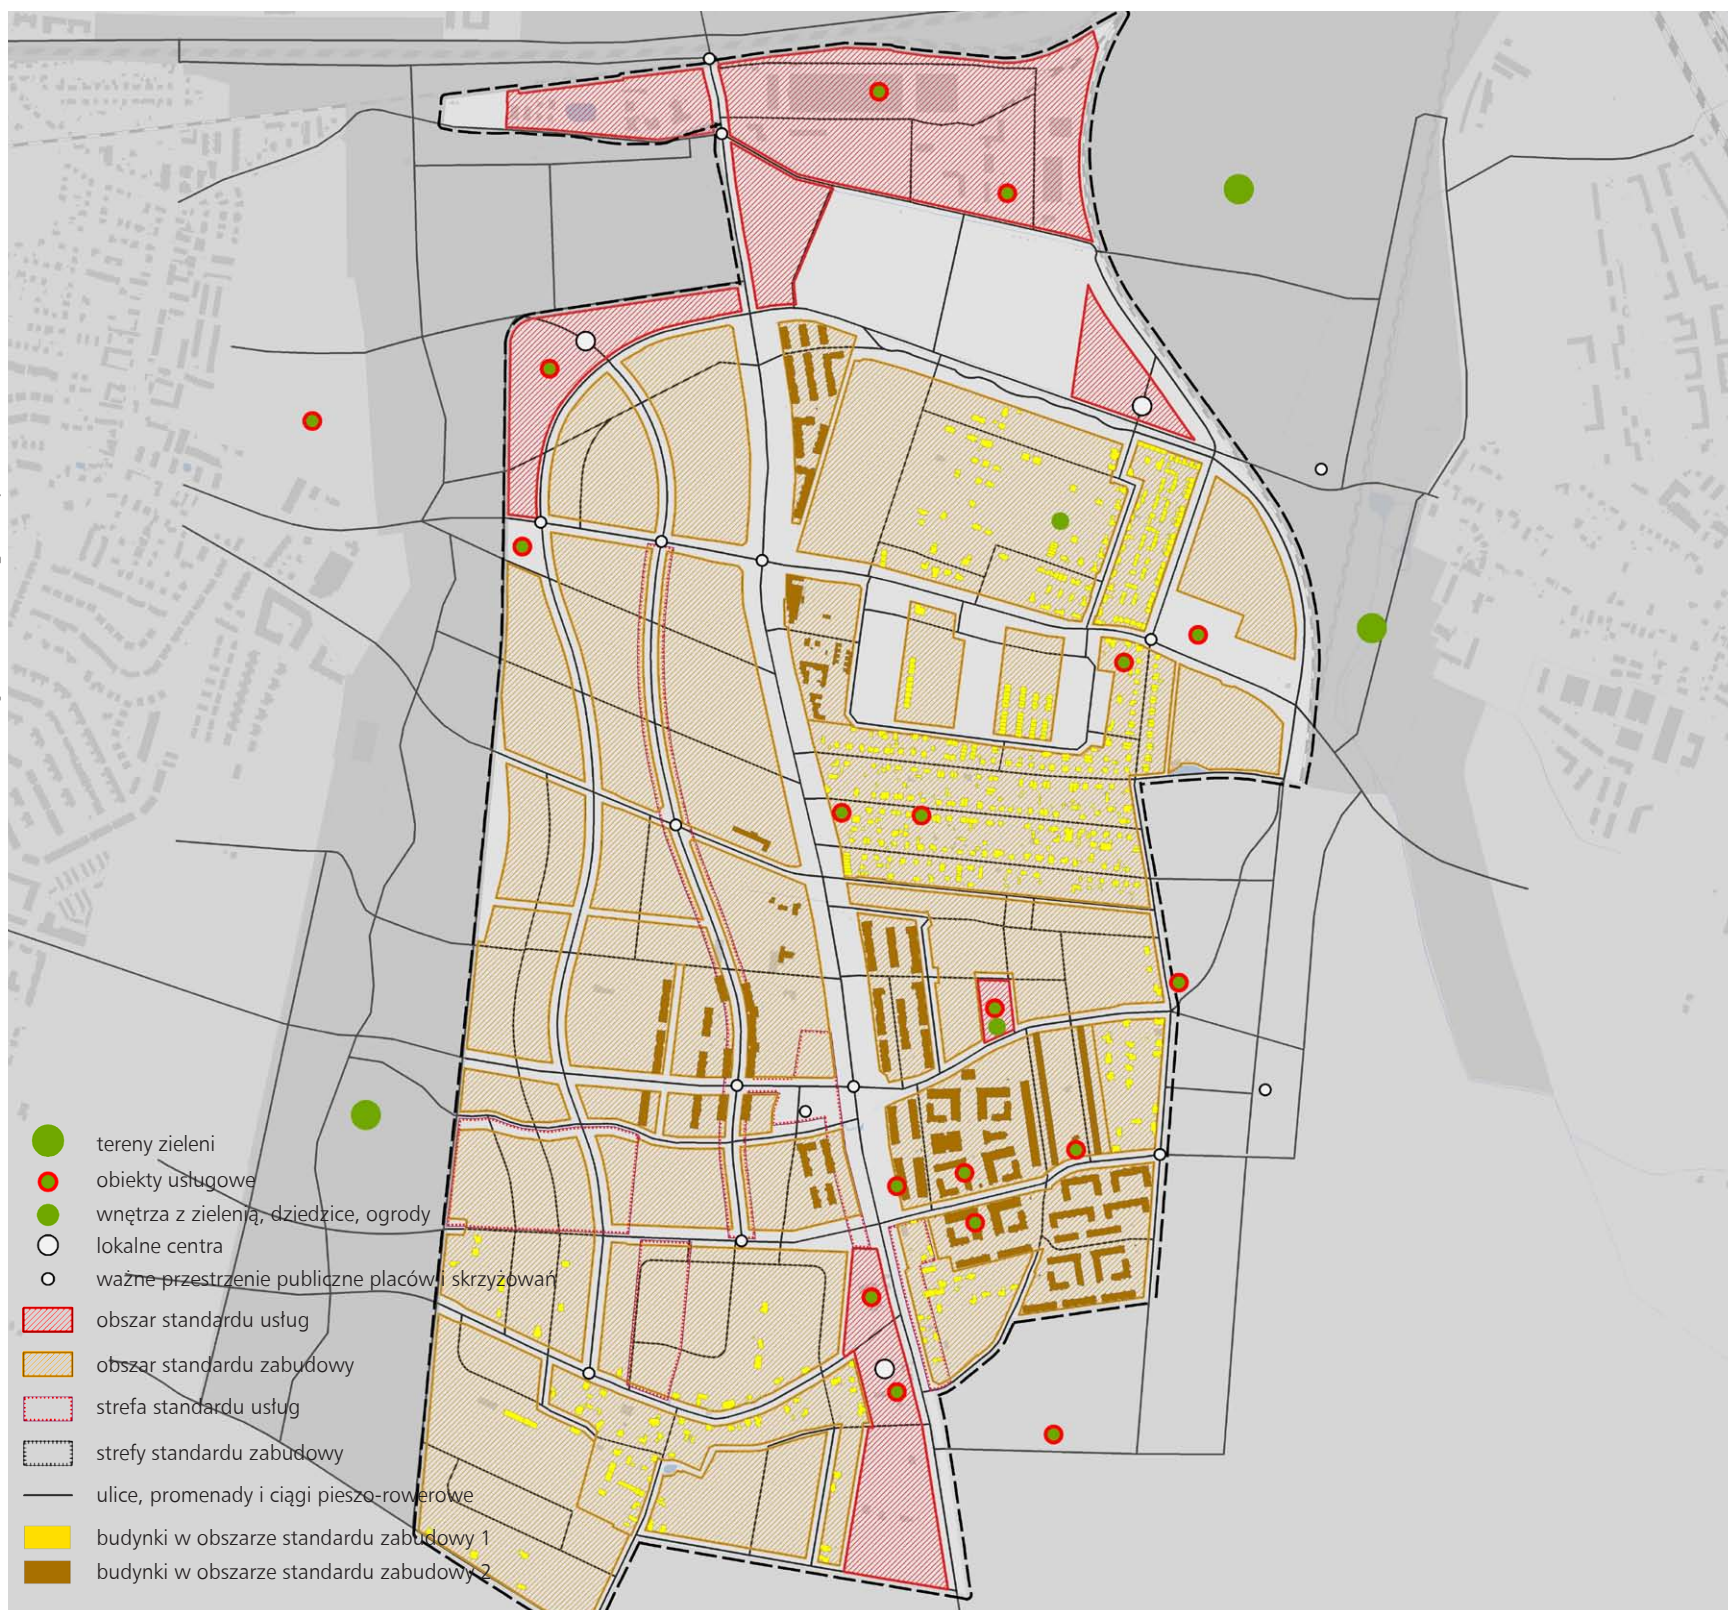 tereny zieleni
obiekty usługowe
wnętrza z zielenią, dziedzice, ogrody
lokalne centra
ważne przestrzenie publiczne placów i skrzyżowań
obszar standardu usług
obszar standardu zabudowy
strefa standardu usług
strefy standardu zabudowy
ulice, promenady i ciągi pieszo-rowerowe
budynki w obszarze standardu zabudowy 1
budynki w obszarze standardu zabudowy 2